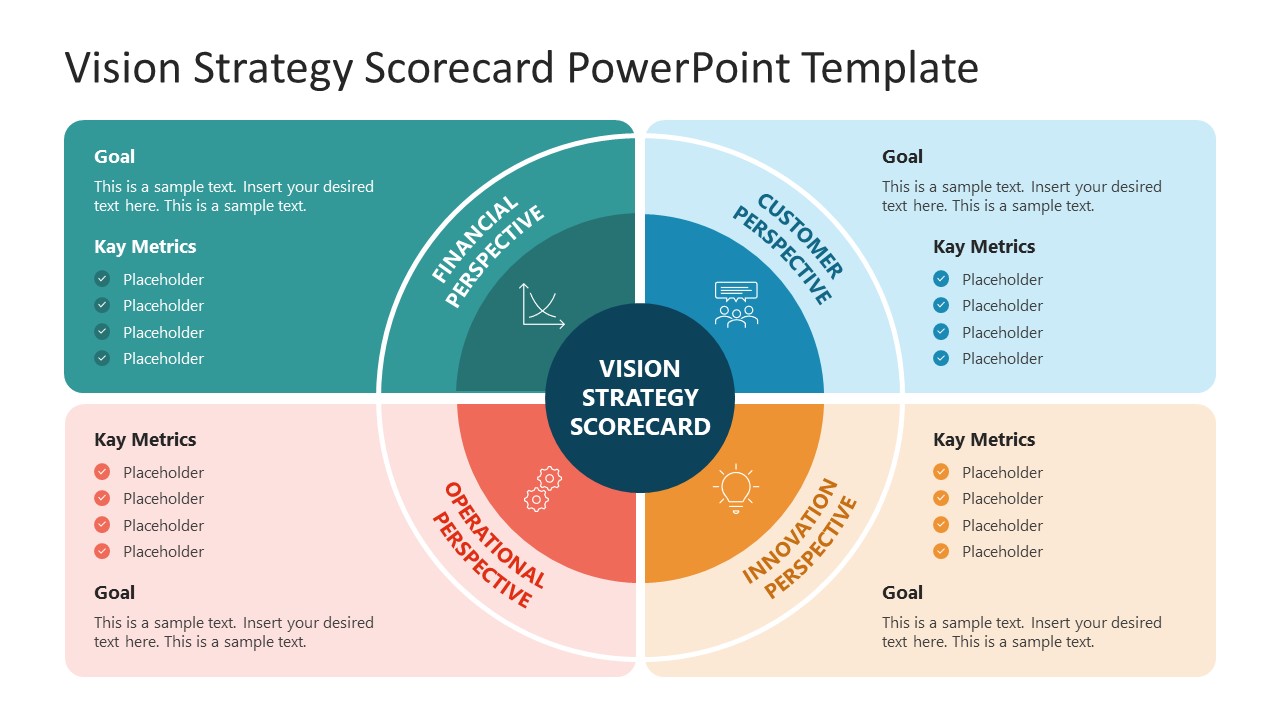 Vision Strategy Scorecard PowerPoint Template
Goal
This is a sample text. Insert your desired
text here. This is a sample text.
Kay Metrics
Placeholder
Placeholder
Placeholder
Placeholder
FINANCIAL
PERSPECTIVE
CUSTOMER
PERSPECTIVE
Goal
This is a sample text. Insert your desired
text here. This is a sample text.
Kay Metrics
Placeholder
Placeholder
Placeholder
Placeholder
VISION
STRATEGY
SCORECARD
Kay Metrics
Placeholder
Placeholder
Placeholder
Placeholder
Goal
This is a sample text. Insert your desired
text here. This is a sample text.
OPERATIONAL
PERSPECTIVE
INNOVATION
PERSPECTIVE
Kay Metrics
Placeholder
Placeholder
Placeholder
Placeholder
Goal
This is a sample text. Insert your desired
text here. This is a sample text.